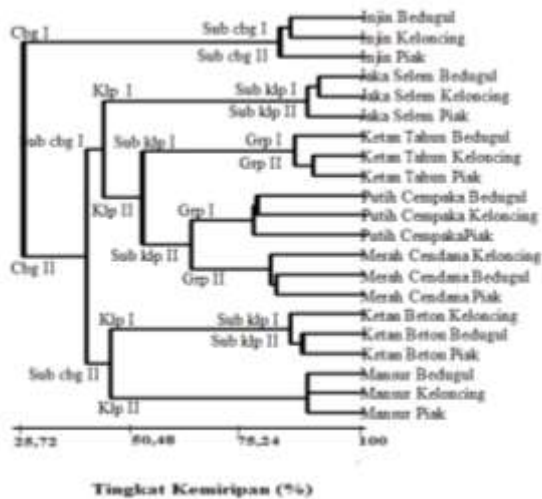 Injin Bedugul
Cbg I
Sub cbg I
Injin Keloncing
Sub cbg II
Injin Piak
Jaka Selem Bedugul
Klp I
Sub klp I
Jaka Selem Keloncing
Sub klp II
Jaka Selem Piak
Ketan Tahun Bedugul
Sub cbg I
Sub klp I
Grp I
Ketan Tahun Keloncing
Grp II
Ketan Tahun Piak
Putih Cempaka Bedugul
Klp II
Grp I
Putih Cempaka Keloncing
Putih CempakaPiak
Sub klp II
Merah Cendana Keloncing
Cbg II
Grp II
Merah Cendana Bedugul
Merah Cendana Piak
Ketan Beton Keloncing
Klp I
Sub klp I
Ketan Beton Bedugul
Sub klp II
Ketan Beton Piak
Sub cbg II
Mansur Bedugul
Mansur Keloncing
Klp II
Mansur Piak
25,72 50,48 75,24 100
Tingkat Kemiripan (%)